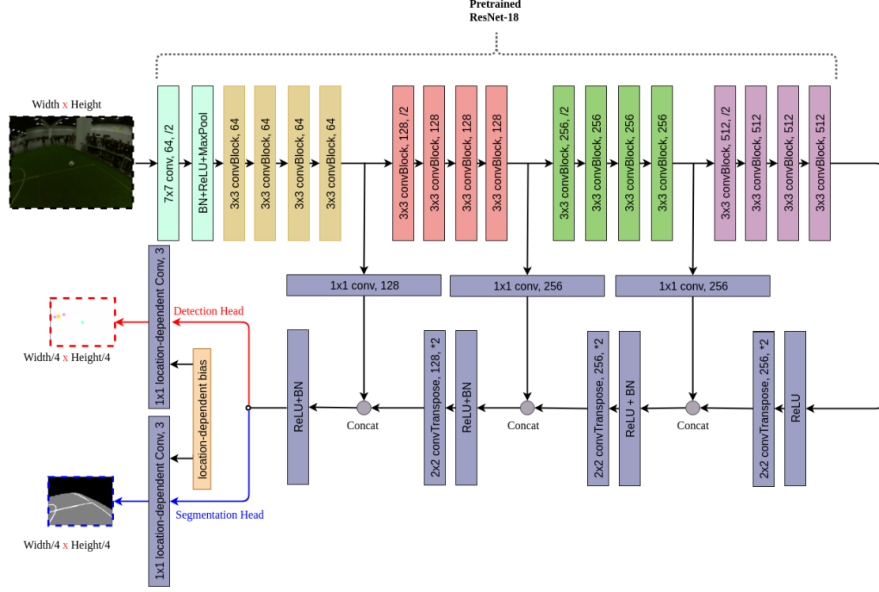 Pretrained
ResNet-18
Width x Height
7x7 conv, 64, /2
BN+ReLU+MaxPool
3x3 convBlock, 64
3x3 convBlock, 64
3x3 convBlock, 64
3x3 convBlock, 64
3x3 convBlock, 128, /2
3x3 convBlock, 128
3x3 convBlock, 128
3x3 convBlock, 128
3x3 convBlock, 256, /2
3x3 convBlock, 256
3x3 convBlock, 256
3x3 convBlock, 256
3x3 convBlock, 512, /2
3x3 convBlock, 512
3x3 convBlock, 512
3x3 convBlock, 512
1x1 conv, 128
1x1 conv, 256
1x1 conv, 256
1x1 location-dependent Conv, 3
Detection Head
Width/4 x Height/4
location-dependent bias
ReLU+BN
Concat
2x2 convTranspose, 128, *2
ReLU+BN
Concat
2x2 convTranspose, 256, *2
ReLU + BN
Concat
2x2 convTranspose, 256, *2
ReLU
1x1 location-dependent Conv, 3
Segmentation Head
Width/4 x Height/4